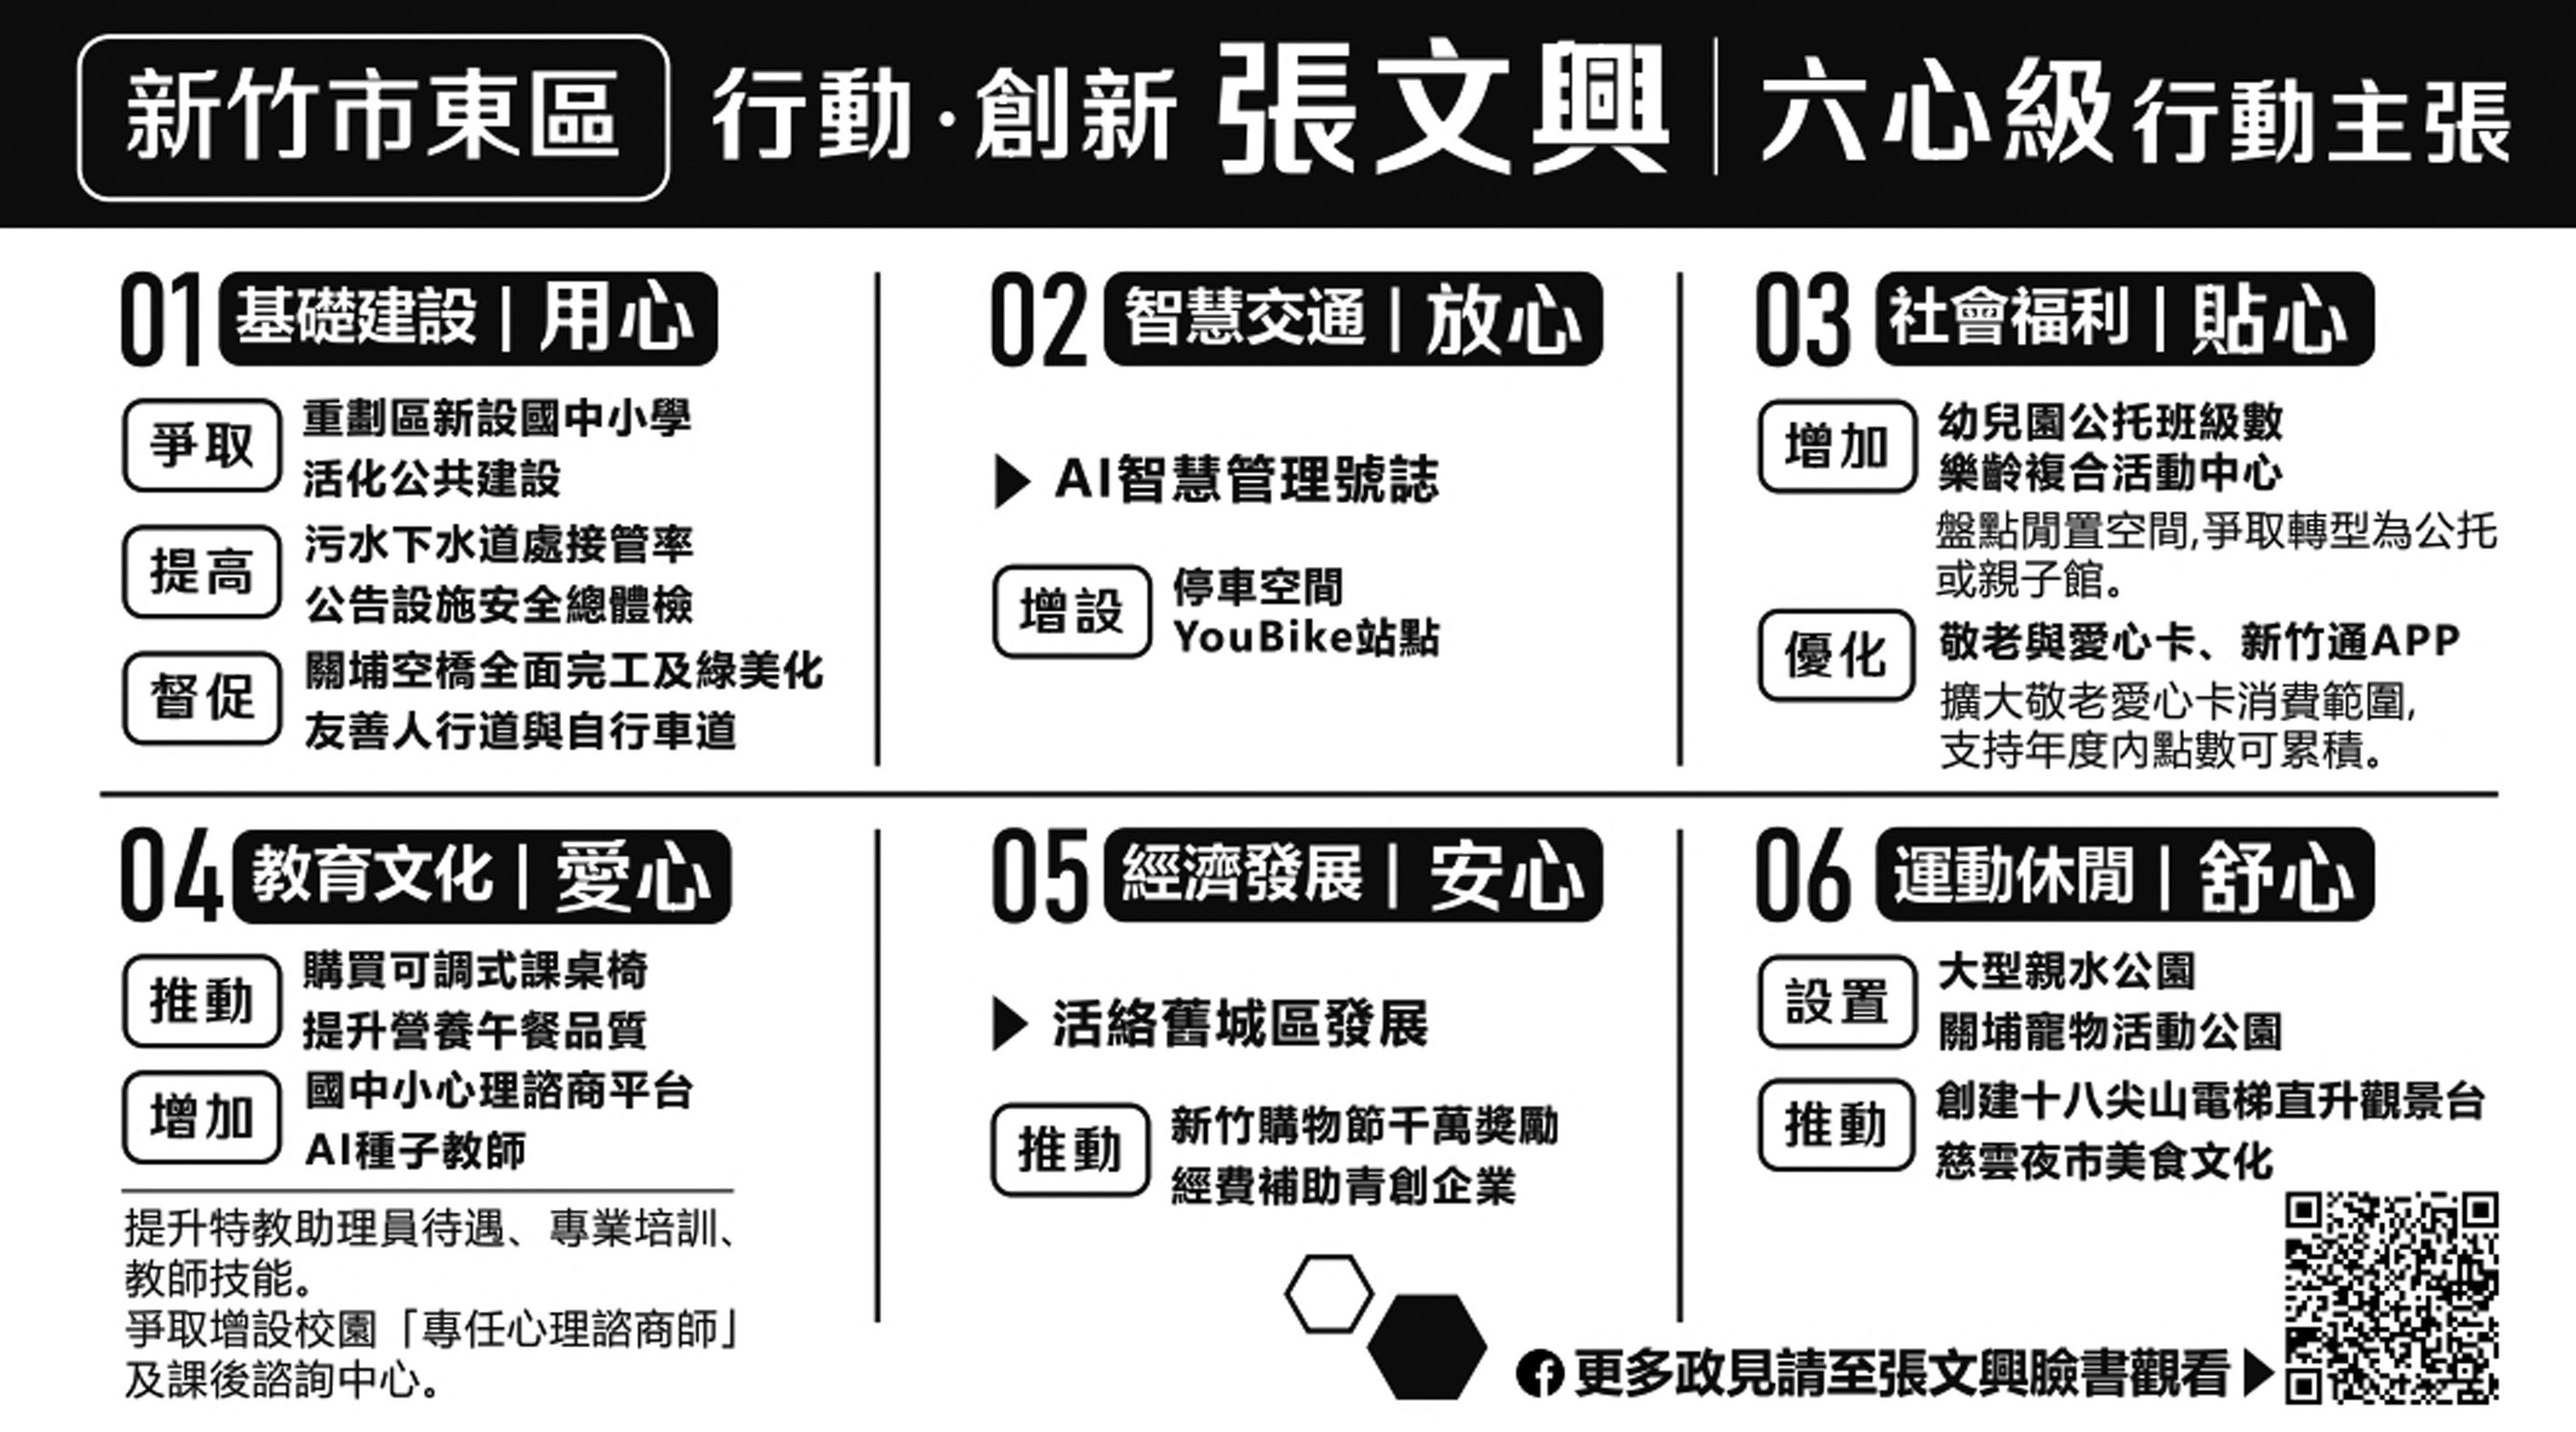 新竹市東區 行動·創新 張文興 | 六心級行動主張
01 基礎建設 | 用心
爭取
重劃區新設國中小學
活化公共建設
提高
污水下水道處接管率
公告設施安全總體檢
督促
關埔空橋全面完工及綠美化
友善人行道與自行車道
02 智慧交通 | 放心
▶ AI智慧管理號誌
增設
停車空間
YouBike站點
03 社會福利 | 貼心
增加
幼兒園公托班級數
樂齡複合活動中心
盤點閒置空間,爭取轉型為公托
或親子館。
優化
敬老與愛心卡、新竹通APP
擴大敬老愛心卡消費範圍,
支持年度內點數可累積。
04 教育文化 | 愛心
推動
購買可調式課桌椅
提升營養午餐品質
增加
國中小心理諮商平台
AI種子教師
提升特教助理員待遇、專業培訓、
教師技能。
爭取增設校園「專任心理諮商師」
及課後諮詢中心。
05 經濟發展 | 安心
▶ 活絡舊城區發展
推動
新竹購物節千萬獎勵
經費補助青創企業
06 運動休閒 | 舒心
設置
大型親水公園
關埔寵物活動公園
推動
創建十八尖山電梯直升觀景台
慈雲夜市美食文化
更多政見請至張文興臉書觀看▶